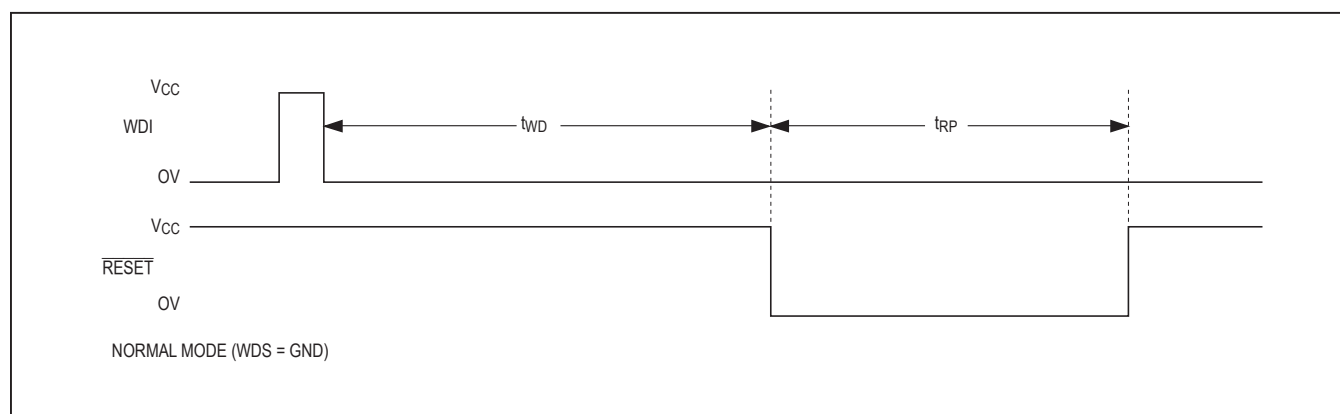 VCC
WDI
tWD
tRP
OV
VCC
RESET
OV
NORMAL MODE (WDS = GND)